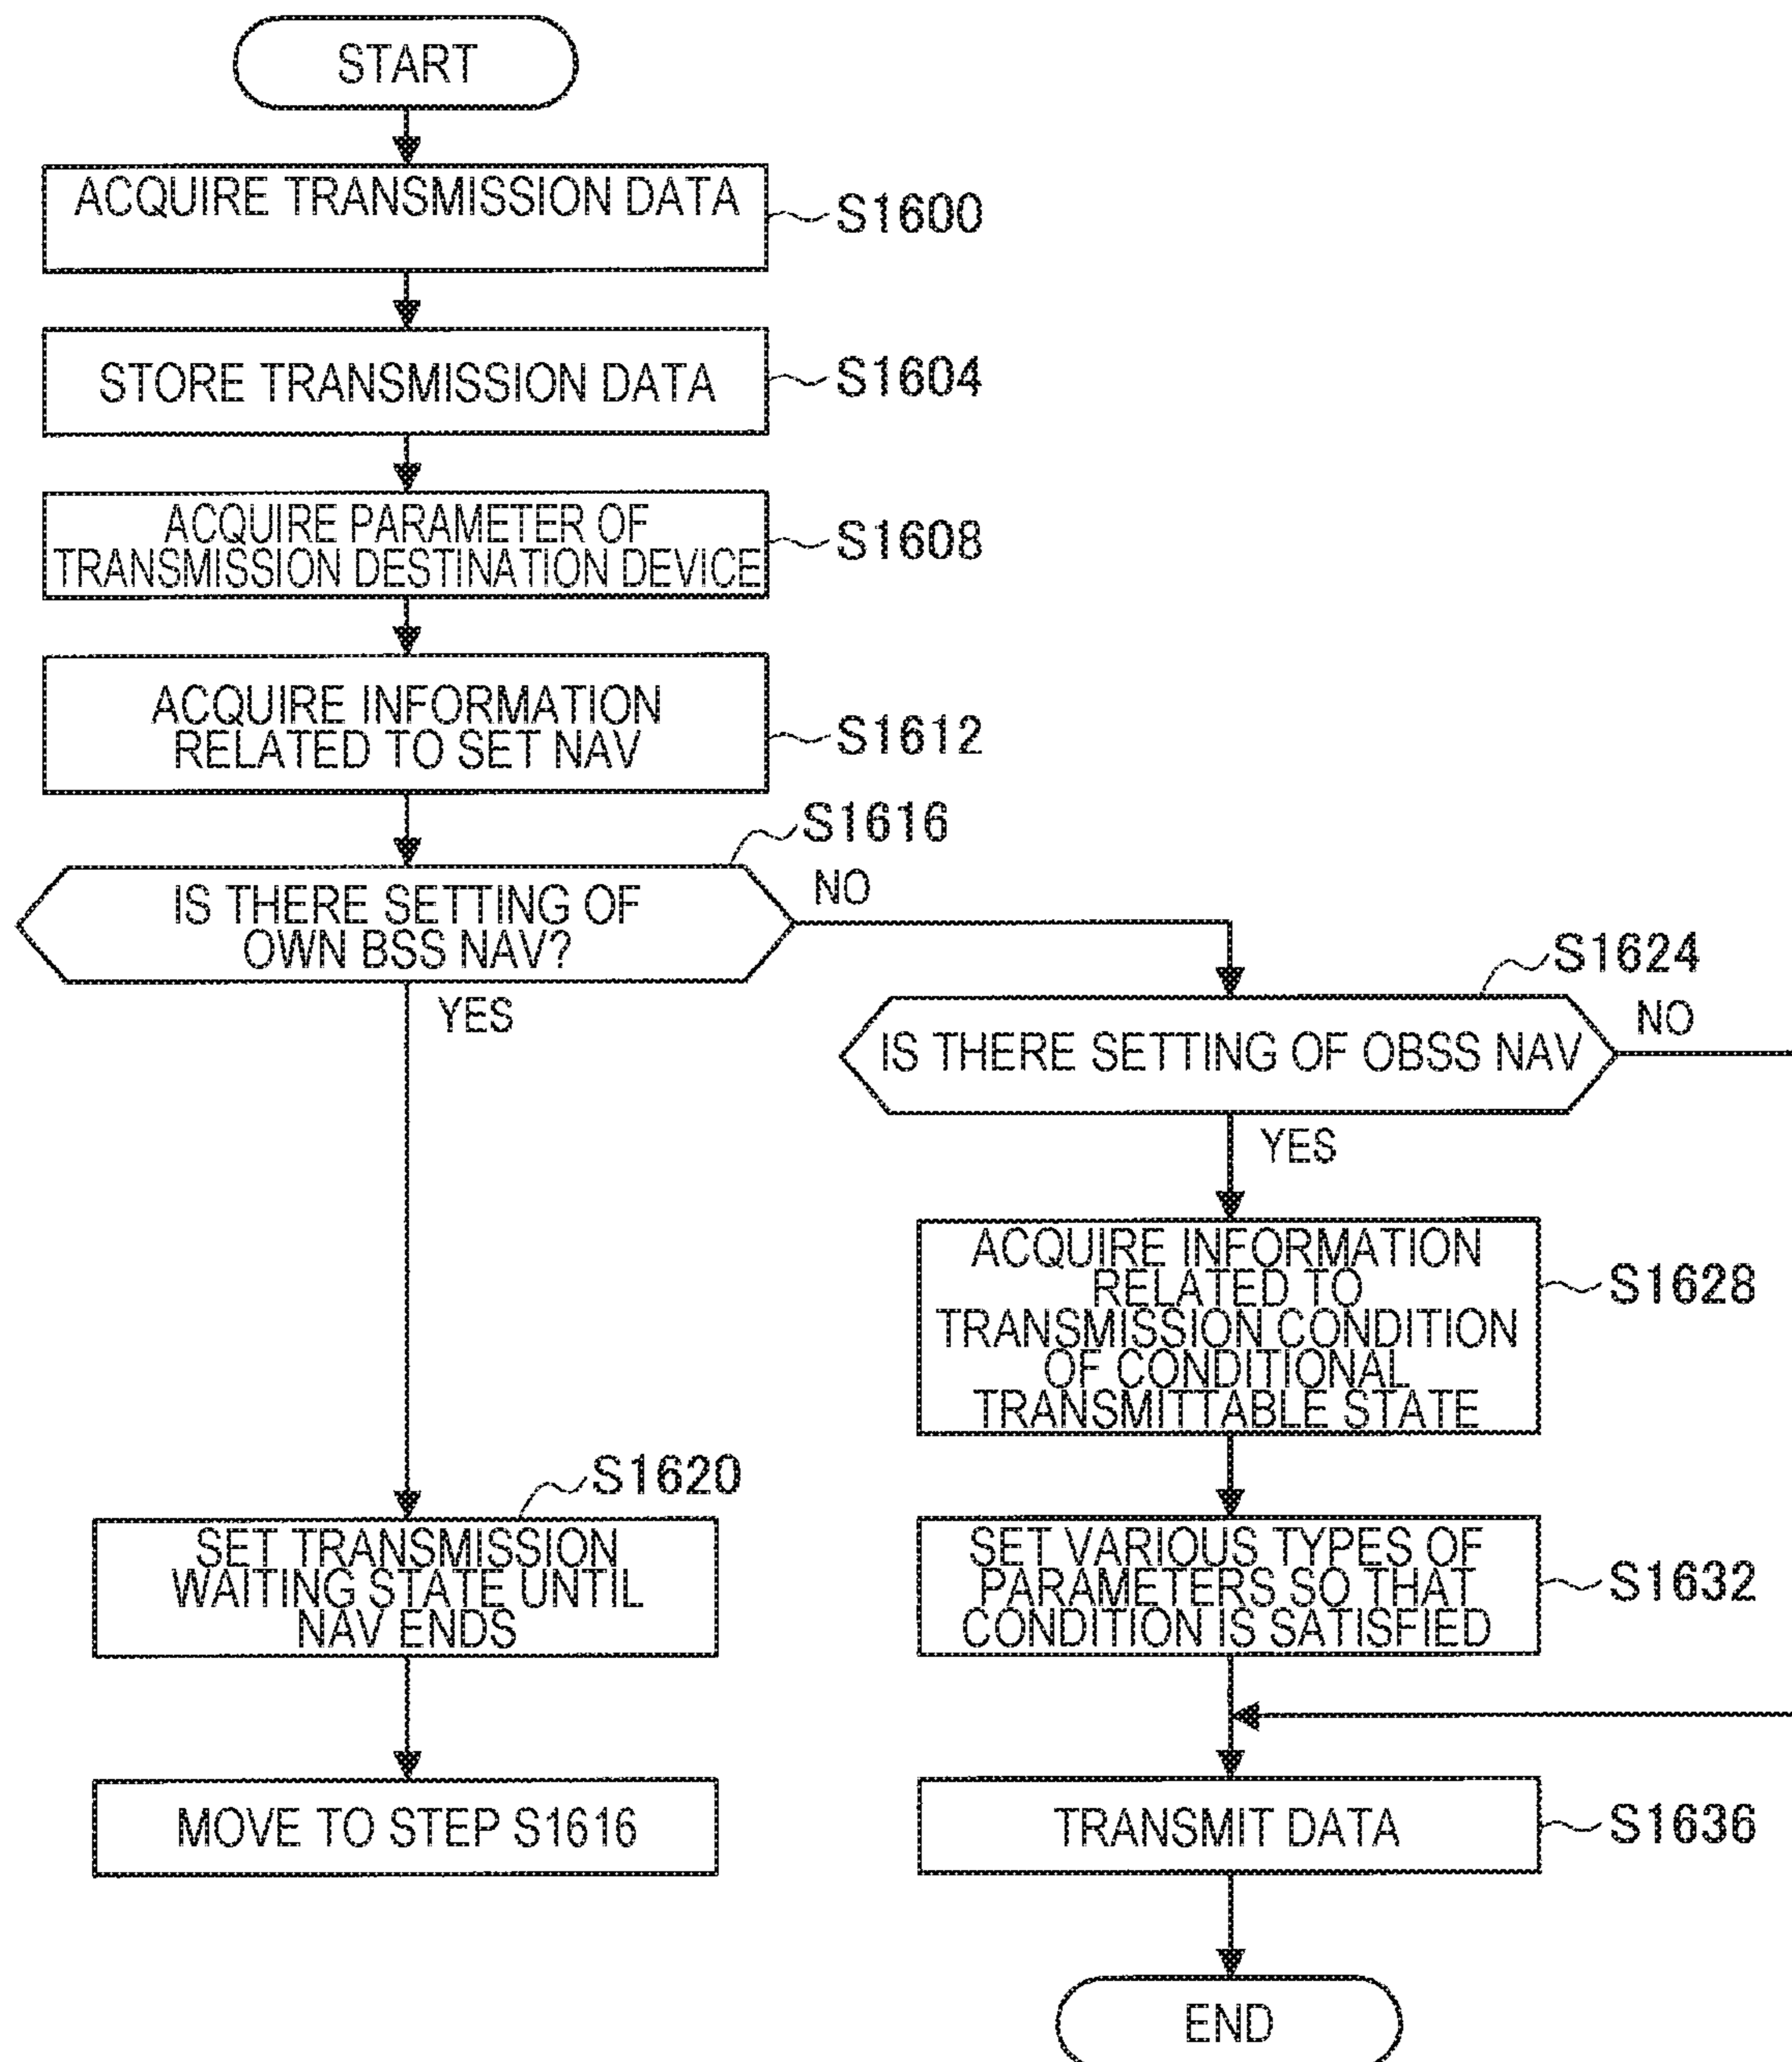 START
ACQUIRE TRANSMISSION DATA
S1600
STORE TRANSMISSION DATA
S1604
ACQUIRE PARAMETER OF
TRANSMISSION DESTINATION DEVICE
S1608
ACQUIRE INFORMATION
RELATED TO SET NAV
S1612
S1616
IS THERE SETTING OF
OWN BSS NAV?
NO
YES
S1624
IS THERE SETTING OF OBSS NAV
NO
YES
ACQUIRE INFORMATION
RELATED TO
TRANSMISSION CONDITION
OF CONDITIONAL
TRANSMITTABLE STATE
S1628
S1620
SET TRANSMISSION
WAITING STATE UNTIL
NAV ENDS
SET VARIOUS TYPES OF
PARAMETERS SO THAT
CONDITION IS SATISFIED
S1632
MOVE TO STEP S1616
TRANSMIT DATA
S1636
END